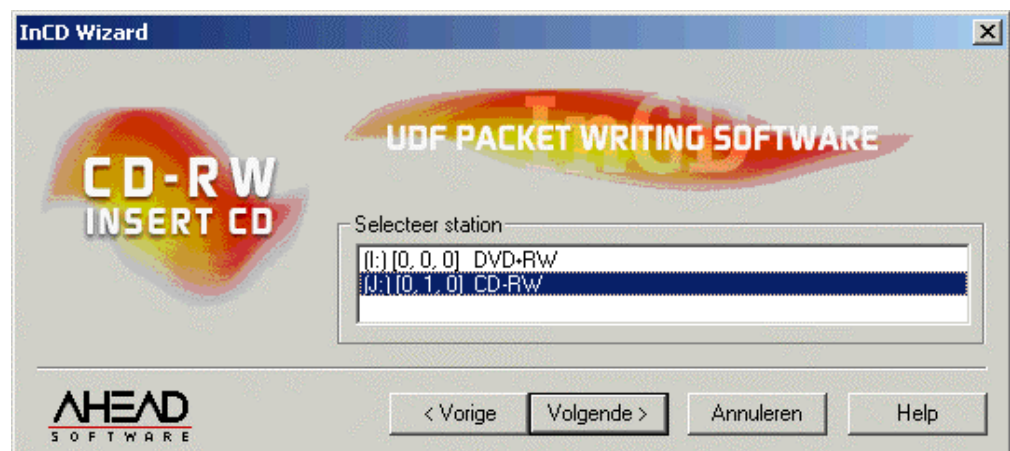 InCD Wizard
InCD
UDF PACKET WRITING SOFTWARE
CD-RW
INSERT CD
Selecteer station
(I:) [0, 0, 0] DVD+RW
(J:) [0, 1, 0] CD-RW
AHEAD
SOFTWARE
< Vorige
Volgende >
Annuleren
Help